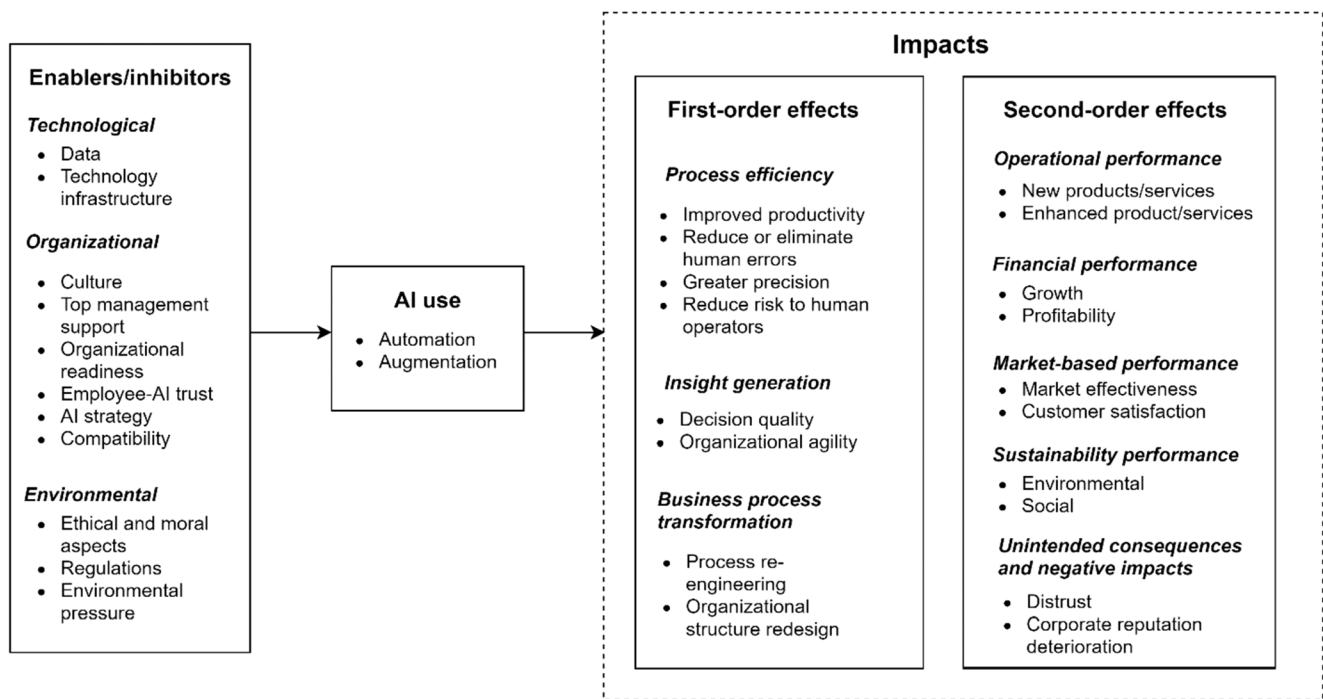 Enablers/inhibitors
Technological
• Data
• Technology
infrastructure
Organizational
• Culture
• Top management
support
• Organizational
readiness
• Employee-AI trust
• AI strategy
• Compatibility
Environmental
• Ethical and moral
aspects
• Regulations
• Environmental
pressure
AI use
• Automation
• Augmentation
Impacts
First-order effects
Process efficiency
• Improved productivity
• Reduce or eliminate
human errors
• Greater precision
• Reduce risk to human
operators
Insight generation
• Decision quality
• Organizational agility
Business process
transformation
• Process re-
engineering
• Organizational
structure redesign
Second-order effects
Operational performance
• New products/services
• Enhanced product/services
Financial performance
• Growth
• Profitability
Market-based performance
• Market effectiveness
• Customer satisfaction
Sustainability performance
• Environmental
• Social
Unintended consequences
and negative impacts
• Distrust
• Corporate reputation
deterioration